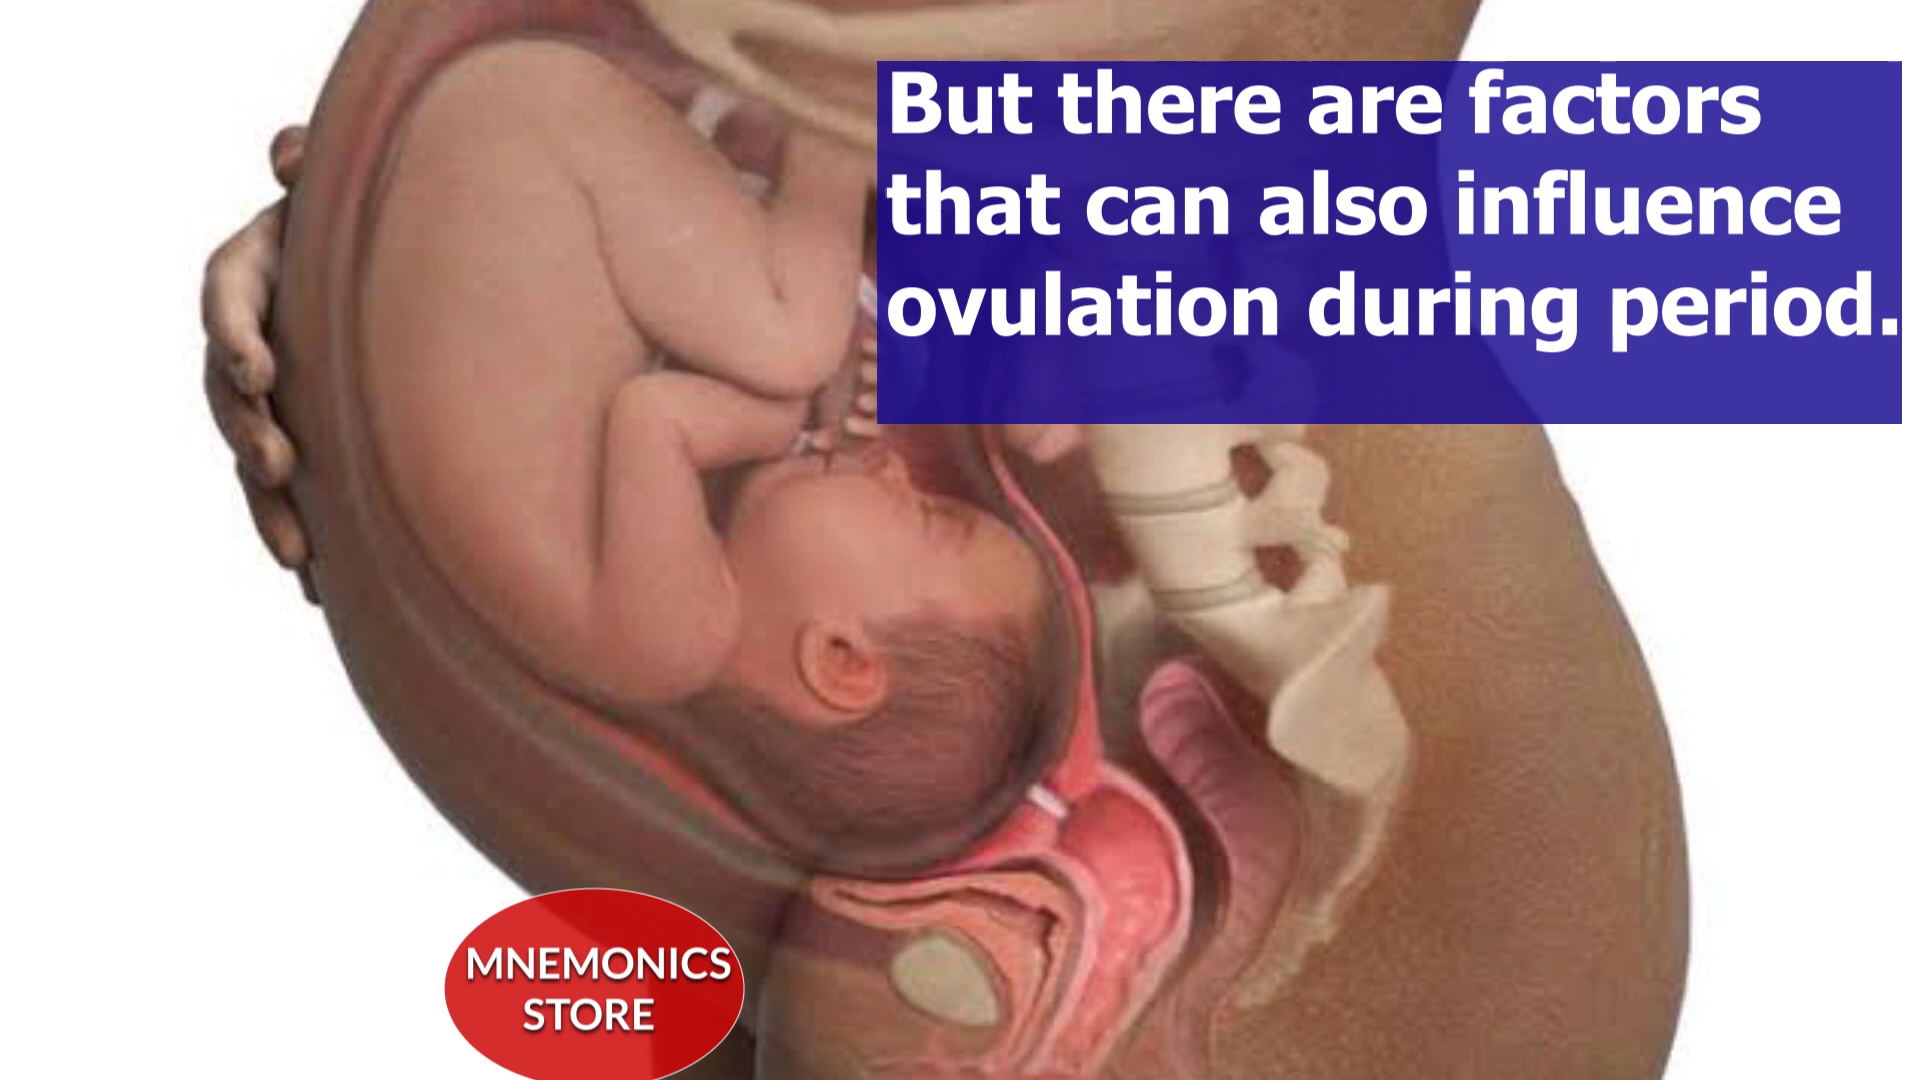 But there are factors
that can also influence
ovulation during period.
MNEMONICS
STORE